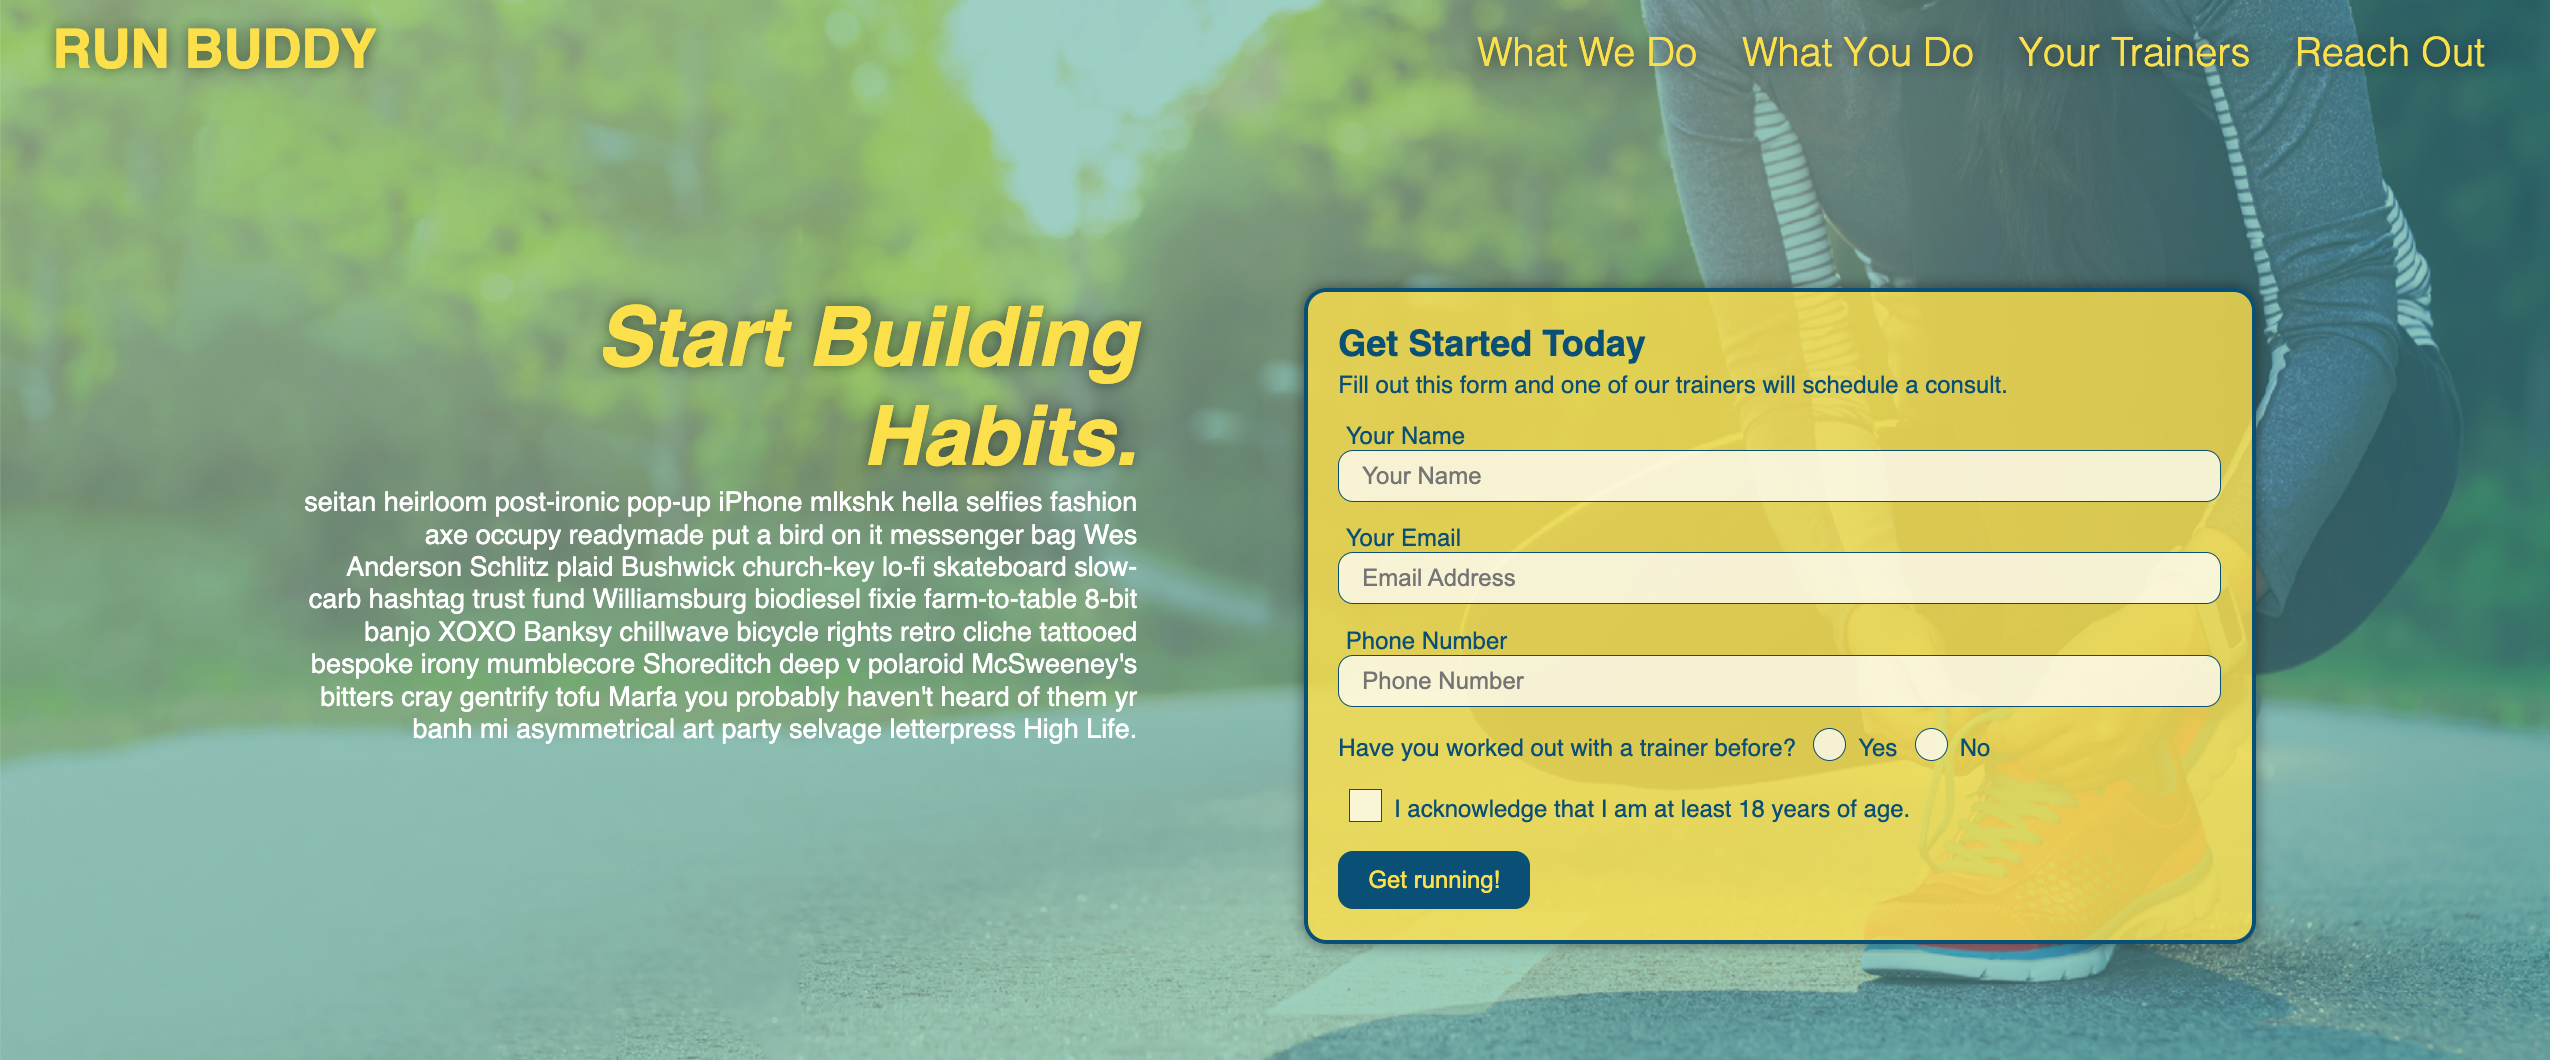 RUN BUDDY
What We Do
What You Do
Your Trainers
Reach Out
Start Building
Habits.
seitan heirloom post-ironic pop-up iPhone mlkshk hella selfies fashion
axe occupy readymade put a bird on it messenger bag Wes
Anderson Schlitz plaid Bushwick church-key lo-fi skateboard slow-
carb hashtag trust fund Williamsburg biodiesel fixie farm-to-table 8-bit
banjo XOXO Banksy chillwave bicycle rights retro cliche tattooed
bespoke irony mumblecore Shoreditch deep v polaroid McSweeney's
bitters cray gentrify tofu Marfa you probably haven't heard of them yr
banh mi asymmetrical art party selvage letterpress High Life.
Get Started Today
Fill out this form and one of our trainers will schedule a consult.
Your Name
Your Name
Your Email
Email Address
Phone Number
Phone Number
Have you worked out with a trainer before? Yes No
I acknowledge that I am at least 18 years of age.
Get running!